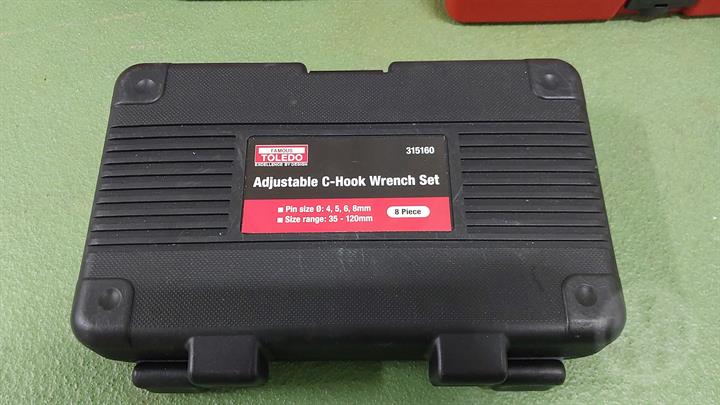 FAMOUS
TOLEDO
EXCELLENCE BY DESIGN
315160
Adjustable C-Hook Wrench Set
Pin size Ø: 4, 5, 6, 8mm
Size range: 35 - 120mm
8 Piece